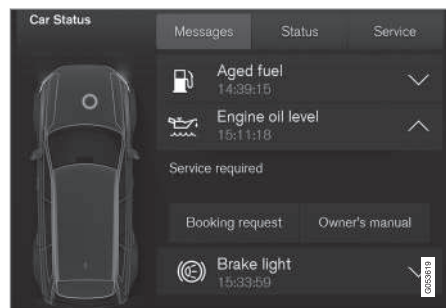 Car Status
Messages
Status
Service
Aged fuel
14:39:15
Engine oil level
15:11:18
Service required
Booking request
Owner's manual
Brake light
15:33:59
G053619